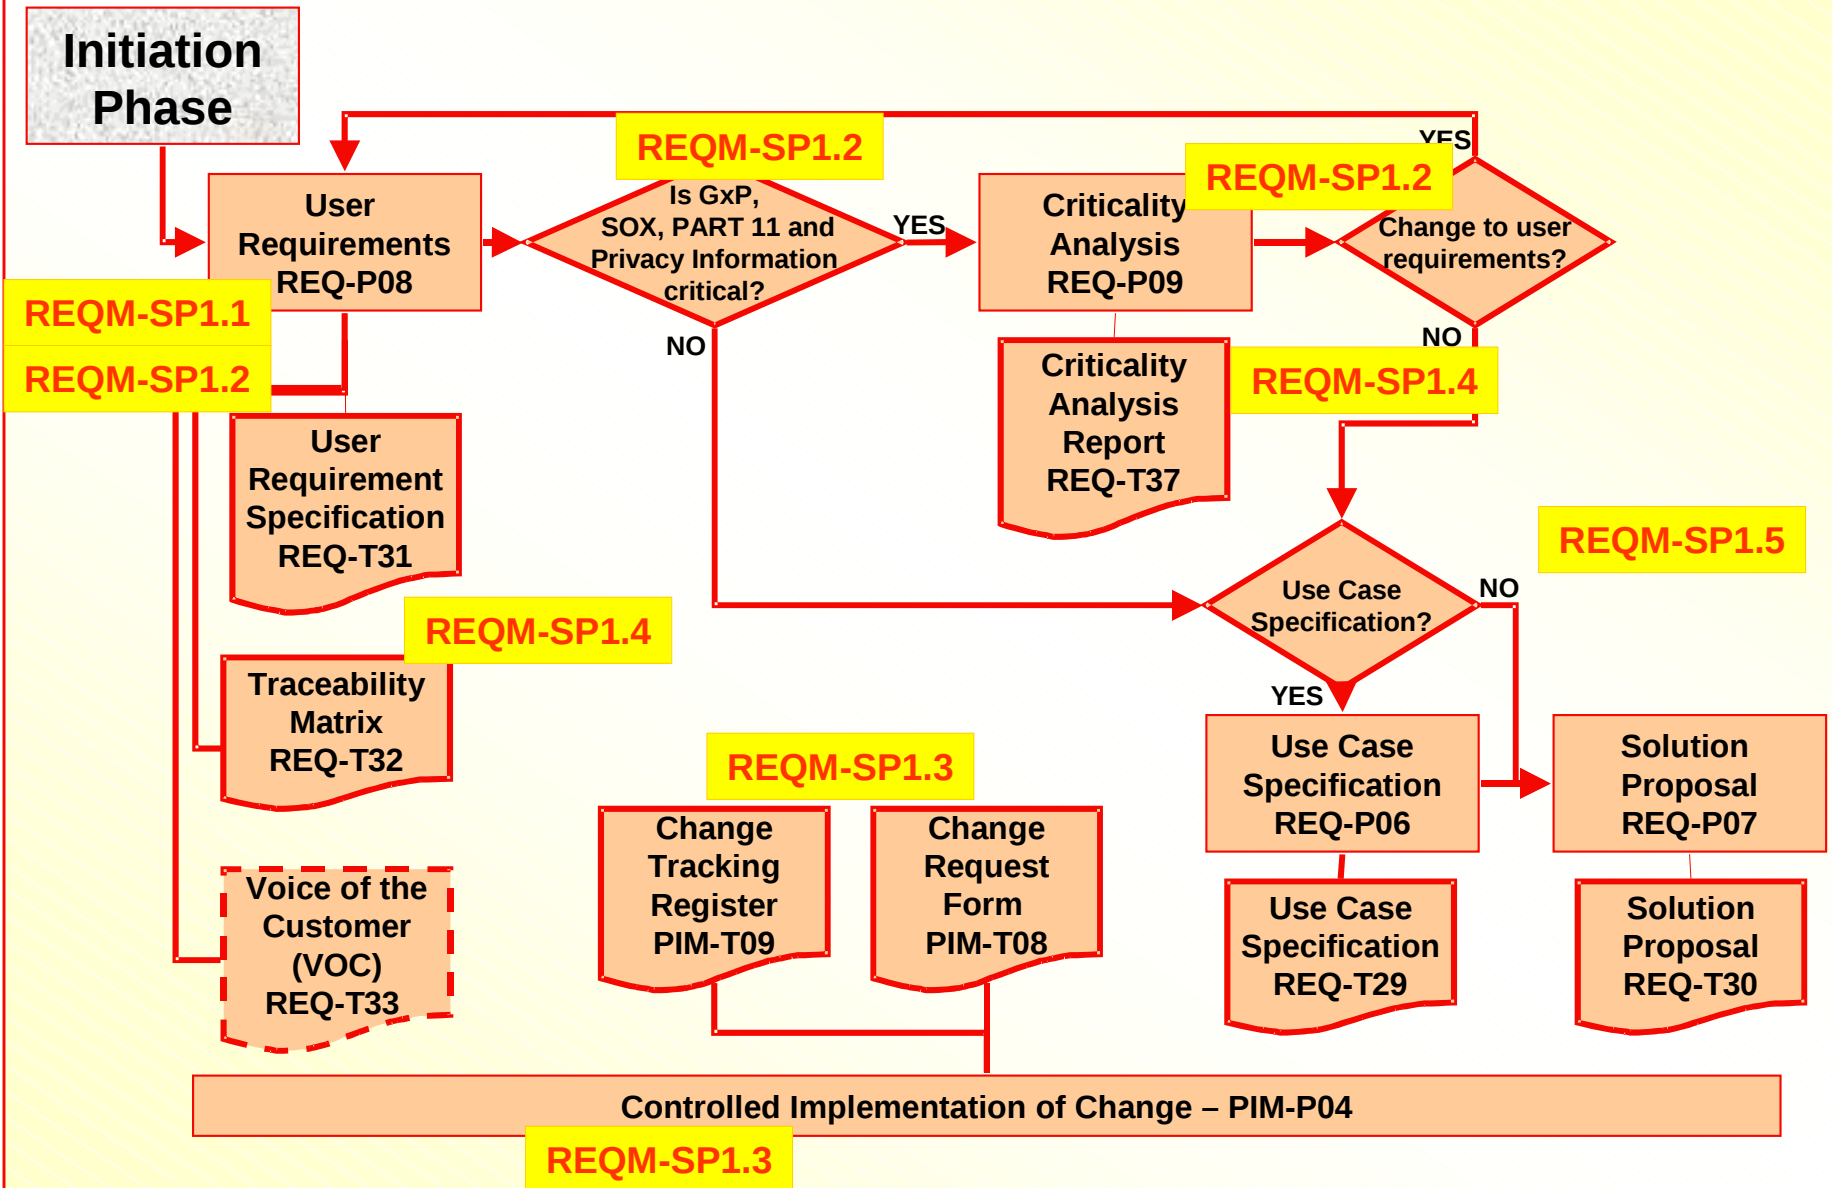 Initiation
Phase
REQM-SP1.2
YES
REQM-SP1.2
User
Requirements
REQ-P08
Is GxP,
SOX, PART 11 and
Privacy Information
critical?
YES
Criticality
Analysis
REQ-P09
Change to user
requirements?
REQM-SP1.1
REQM-SP1.2
NO
NO
REQM-SP1.4
Criticality
Analysis
Report
REQ-T37
User
Requirement
Specification
REQ-T31
REQM-SP1.5
Use Case
Specification?
NO
YES
REQM-SP1.4
Traceability
Matrix
REQ-T32
REQM-SP1.3
Use Case
Specification
REQ-P06
Solution
Proposal
REQ-P07
Change
Tracking
Register
PIM-T09
Change
Request
Form
PIM-T08
Voice of the
Customer
(VOC)
REQ-T33
Use Case
Specification
REQ-T29
Solution
Proposal
REQ-T30
Controlled Implementation of Change – PIM-P04
REQM-SP1.3